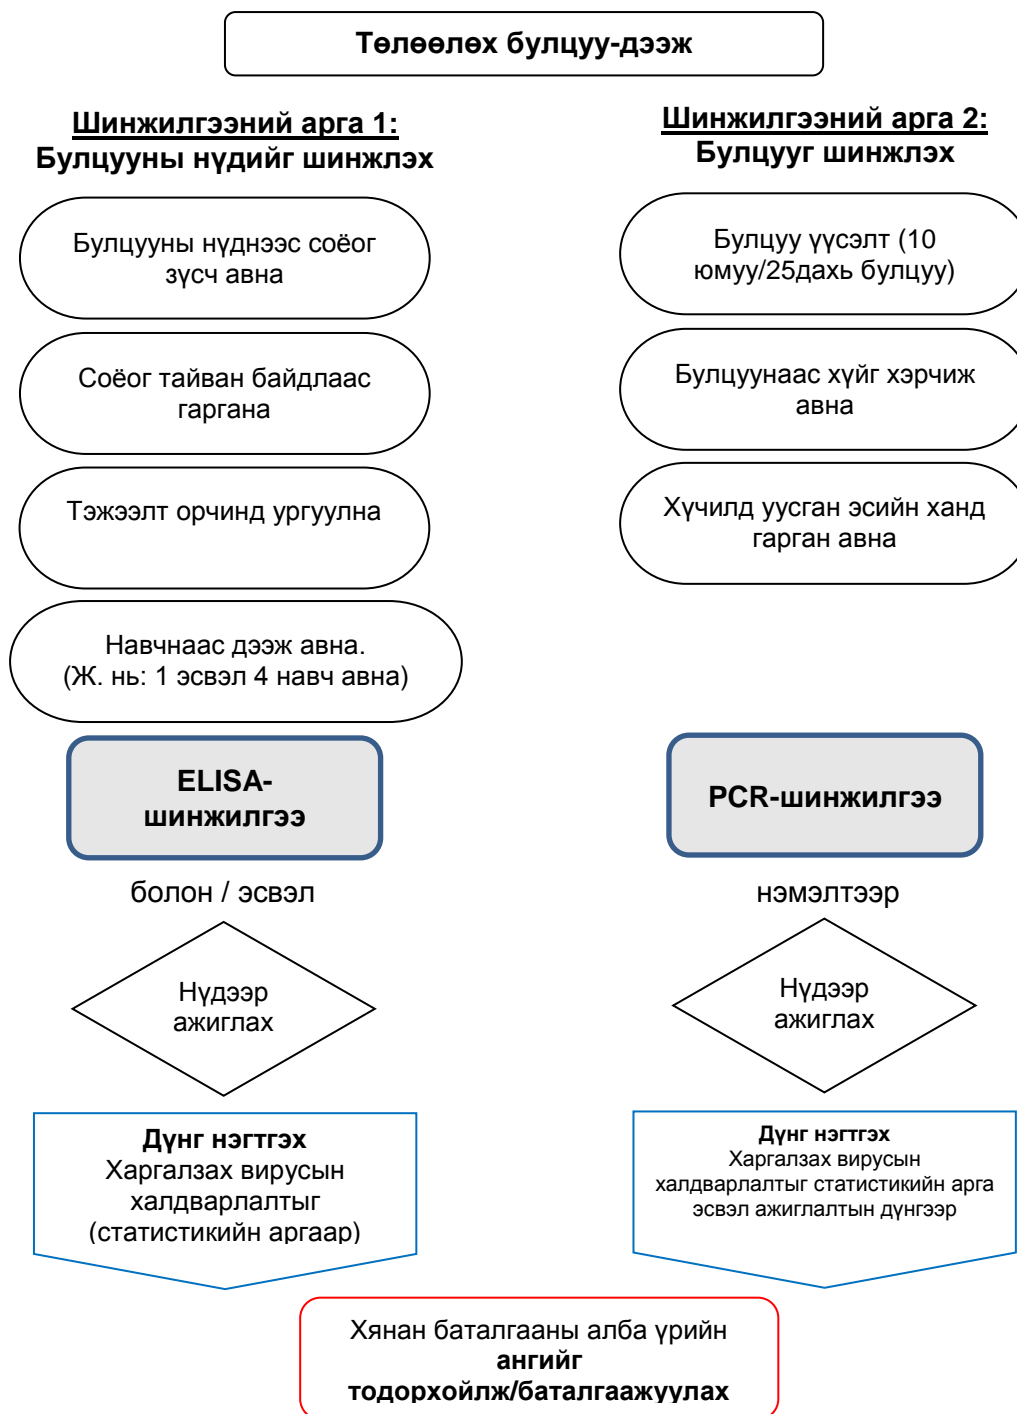 Төлөөлөх булцуу-дээж
Шинжилгээний арга 1:
Булцууны нүдийг шинжлэх
Булцууны нүднээс соёог
зүсч авна
Соёог тайван байдлаас
гаргана
Тэжээлт орчинд ургуулна
Навчнаас дээж авна.
(Ж. нь: 1 эсвэл 4 навч авна)
ELISA-
шинжилгээ
болон / эсвэл
Нүдээр
ажиглах
Дүнг нэгтгэх
Харгалзах вирусын
халдварлалтыг
(статистикийн аргаар)
Шинжилгээний арга 2:
Булцууг шинжлэх
Булцуу үүсэлт (10
юмуу/25дахь булцуу)
Булцуунаас хүйг хэрчиж
авна
Хүчилд уусган эсийн ханд
гарган авна
PCR-шинжилгээ
нэмэлтээр
Нүдээр
ажиглах
Дүнг нэгтгэх
Харгалзах вирусын
халдварлалтыг статистикийн арга
эсвэл ажиглалтын дүнгээр
Хянан баталгааны алба үрийн
ангийг
тодорхойлж/баталгаажуулах